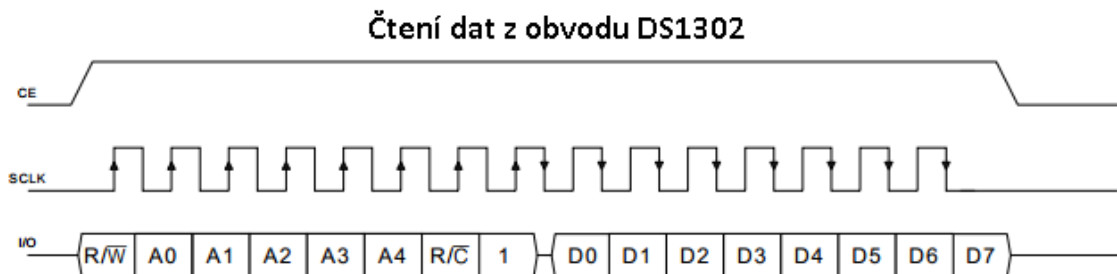 Čtení dat z obvodu DS1302
CE
SCLK
I/O R/W̅ A0 A1 A2 A3 A4 R/C̅ 1 D0 D1 D2 D3 D4 D5 D6 D7